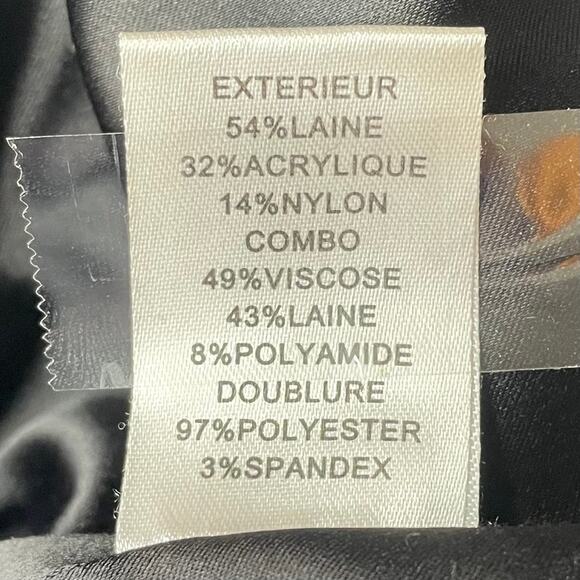 EXTERIEUR
54%LAINE
32%ACRYLIQUE
14%NYLON
COMBO
49%VISCOSE
43%LAINE
8%POLYAMIDE
DOUBLURE
97%POLYESTER
3%SPANDEX